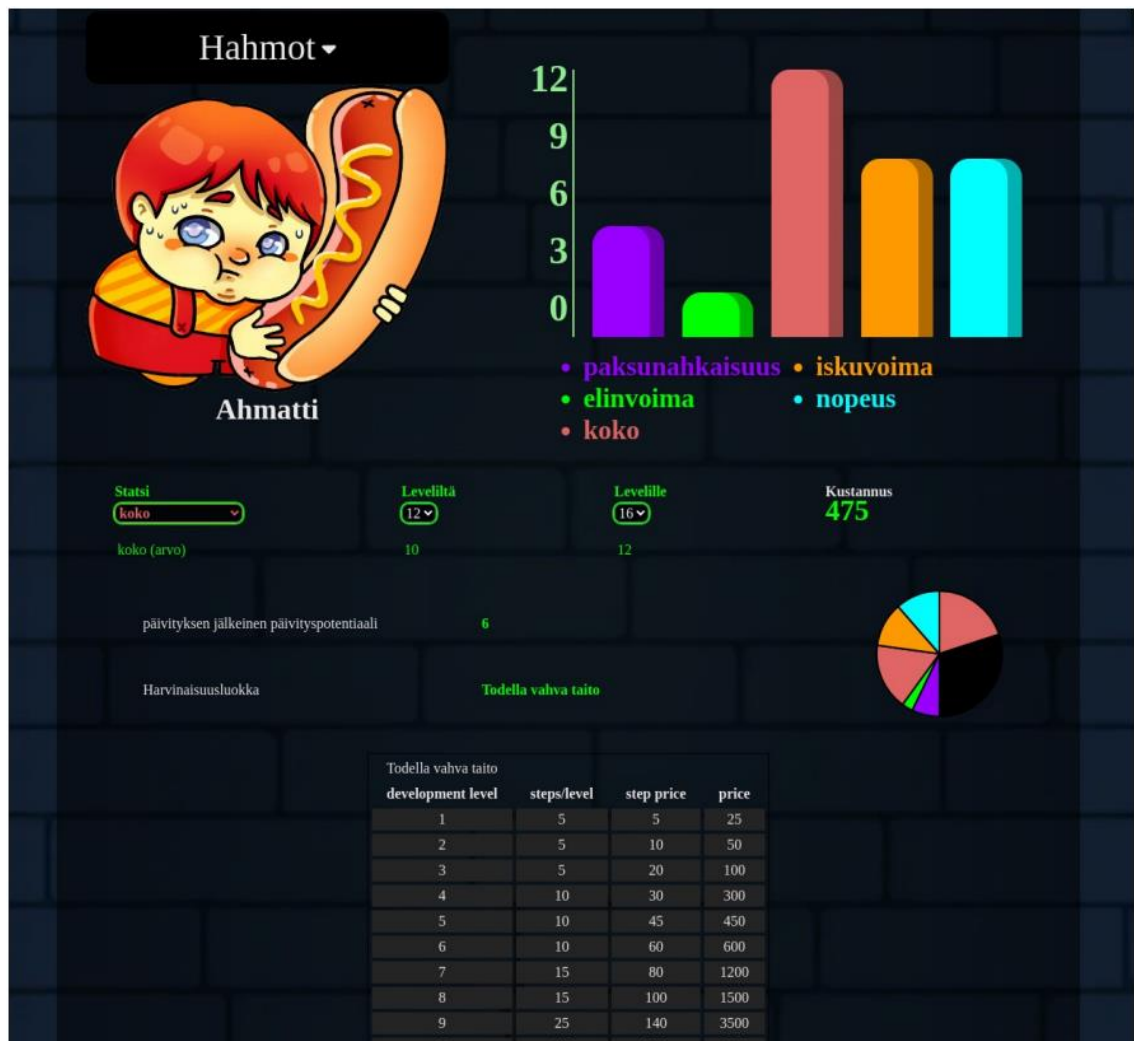 Hahmot
12
9
6
3
0
paksunahkaisuus
iskuvoima
elinvoima
nopeus
koko
Ahmatti
Statsi Leveliltä Levelille Kustannus
koko 12 16 475
koko (arvo) 10 12
päivityksen jälkeinen päivityspotentiaali 6
Harvinaisuusluokka Todella vahva taito
Todella vahva taito
development level steps/level step price price
1 5 5 25
2 5 10 50
3 5 20 100
4 10 30 300
5 10 45 450
6 10 60 600
7 15 80 1200
8 15 100 1500
9 25 140 3500